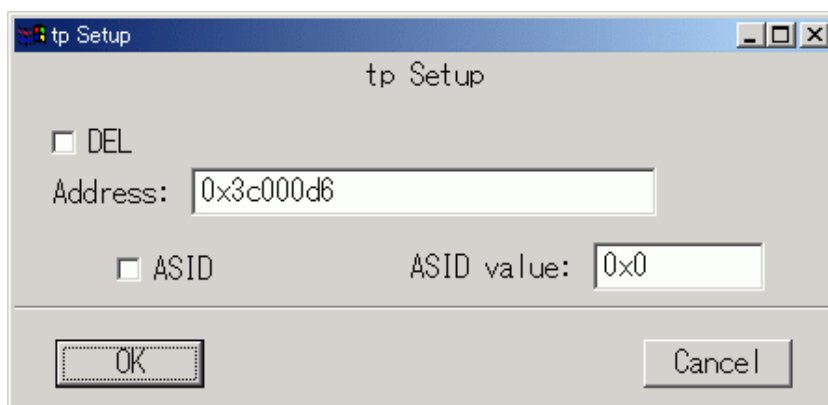 tp Setup
tp Setup
DEL
Address: 0x3c000d6
ASID ASID value: 0x0
OK Cancel